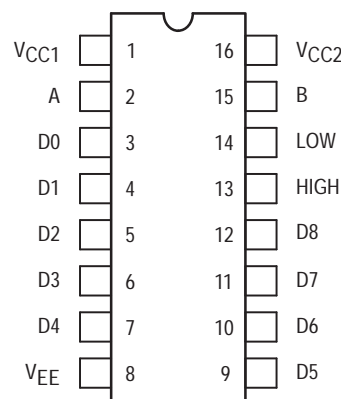 VCC1 1 16 VCC2
A 2 15 B
D0 3 14 LOW
D1 4 13 HIGH
D2 5 12 D8
D3 6 11 D7
D4 7 10 D6
VEE 8 9 D5